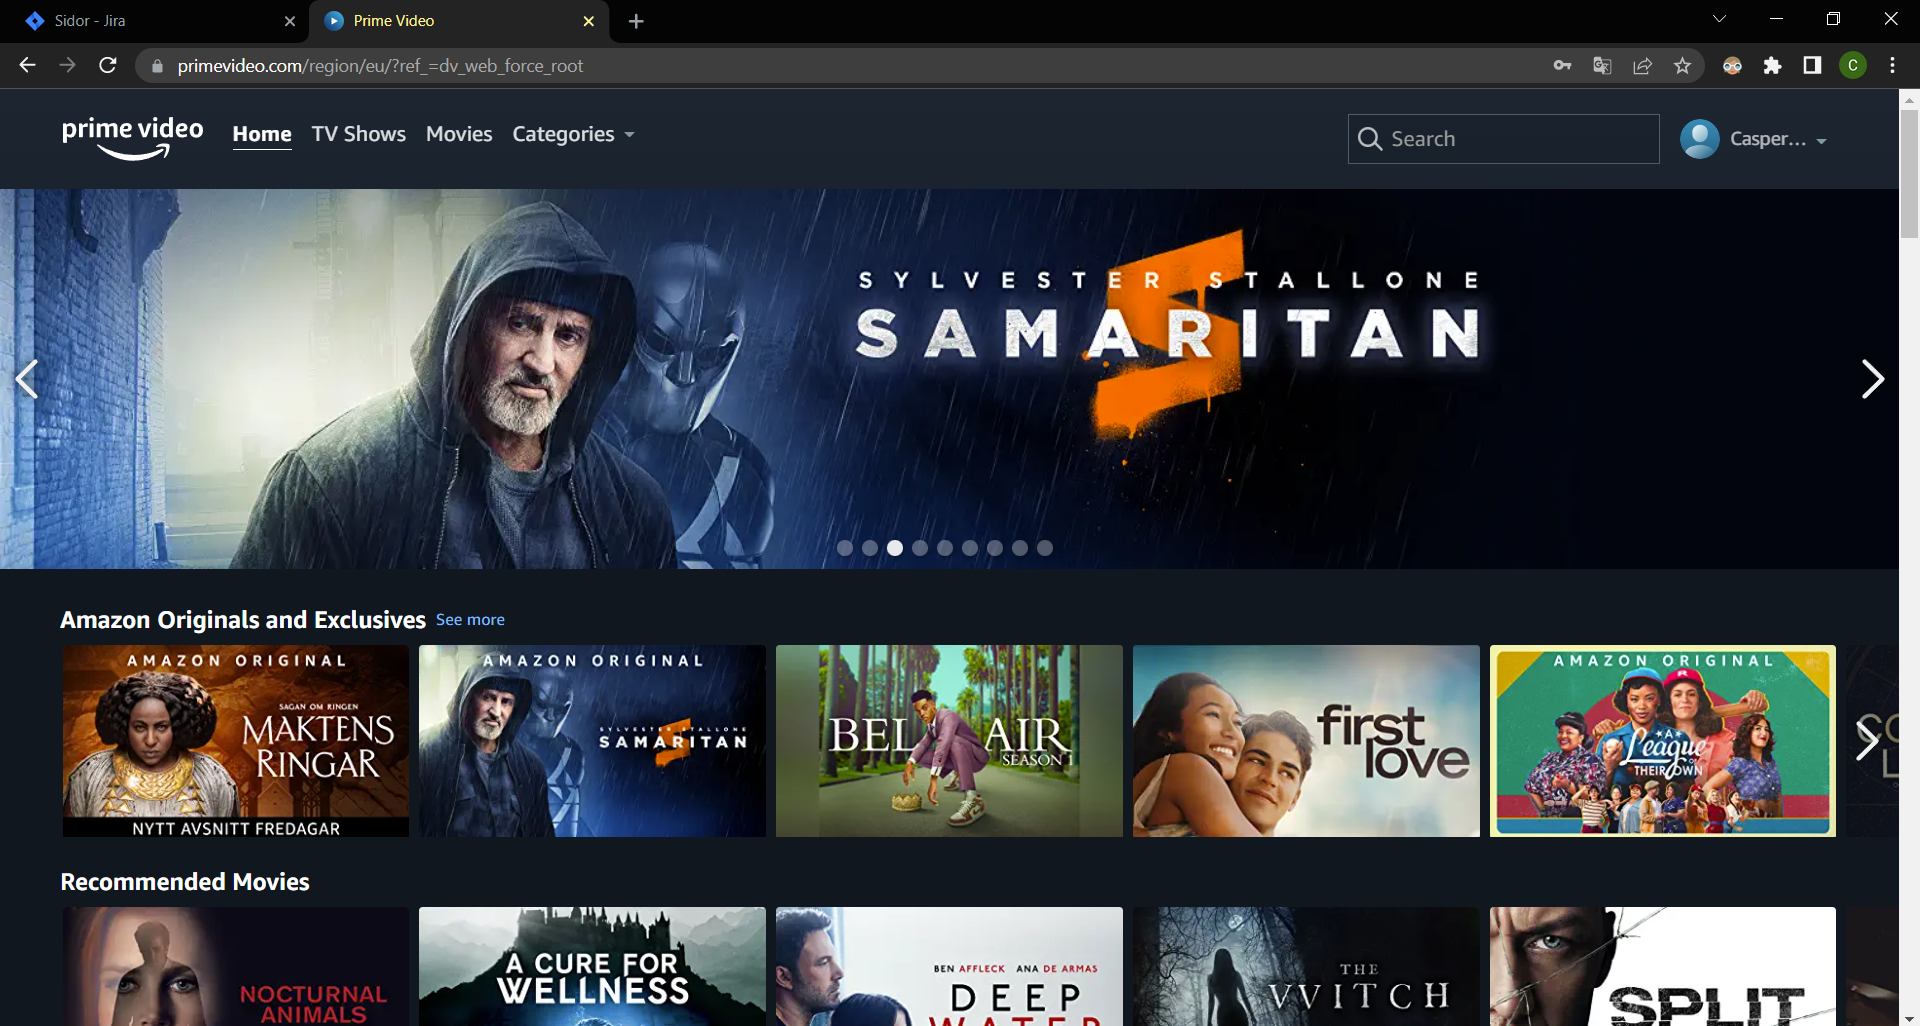 Sidor - Jira
Prime Video
primevideo.com/region/eu/?ref_=dv_web_force_root
C
prime video
Home
TV Shows
Movies
Categories
Search
Casper...
SYLVESTER STALLONE
SAMARITAN
Amazon Originals and Exclusives
See more
AMAZON ORIGINAL
SAGAN OM RINGEN
MAKTENS
RINGAR
NYTT AVSNITT FREDAGAR
AMAZON ORIGINAL
SYLVESTER STALLONE
SAMARITAN
BEL AIR
SEASON 1
first
love
AMAZON ORIGINAL
R
A
League
OF
THEIR OWN
Recommended Movies
NOCTURNAL
ANIMALS
A CURE FOR
WELLNESS
BEN AFFLECK ANA DE ARMAS
DEEP
WATER
THE
VVITCH
SPLIT